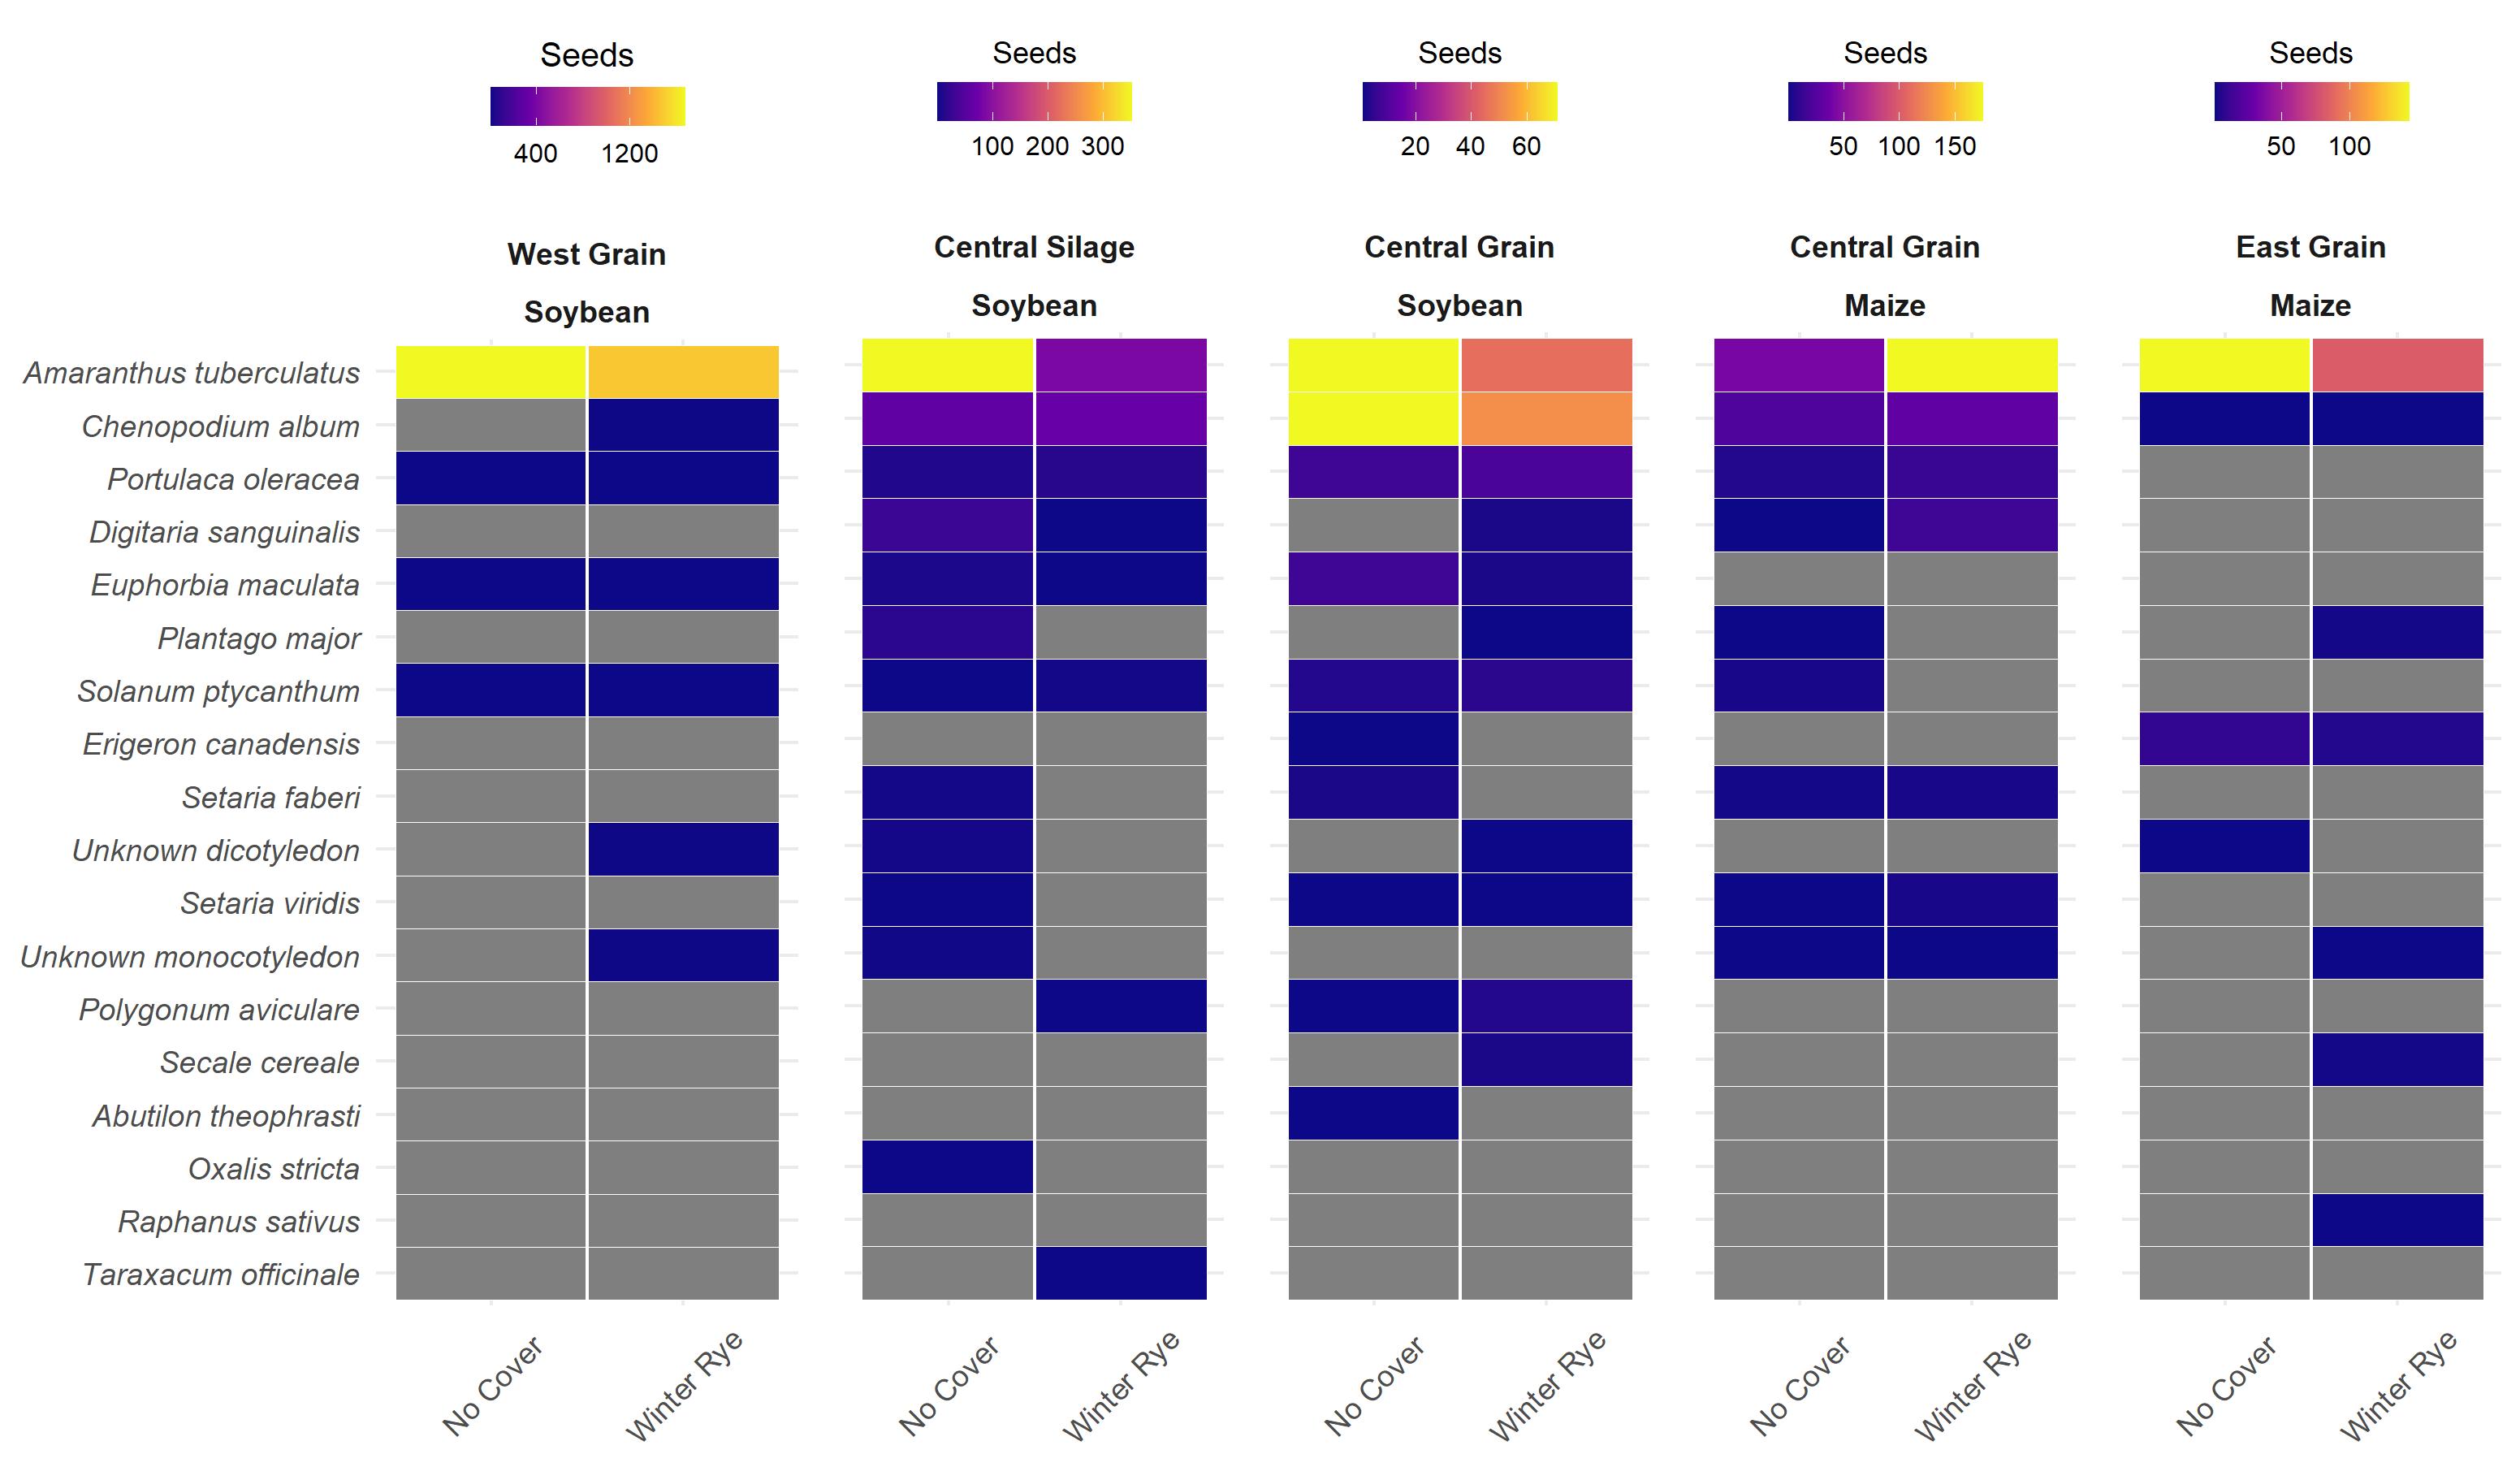 Seeds
400 1200
Seeds
100 200 300
Seeds
20 40 60
Seeds
50 100 150
Seeds
50 100
West Grain
Soybean
Central Silage
Soybean
Central Grain
Soybean
Central Grain
Maize
East Grain
Maize
Amaranthus tuberculatus
Chenopodium album
Portulaca oleracea
Digitaria sanguinalis
Euphorbia maculata
Plantago major
Solanum ptycanthum
Erigeron canadensis
Setaria faberi
Unknown dicotyledon
Setaria viridis
Unknown monocotyledon
Polygonum aviculare
Secale cereale
Abutilon theophrasti
Oxalis stricta
Raphanus sativus
Taraxacum officinale
No Cover
Winter Rye
No Cover
Winter Rye
No Cover
Winter Rye
No Cover
Winter Rye
No Cover
Winter Rye